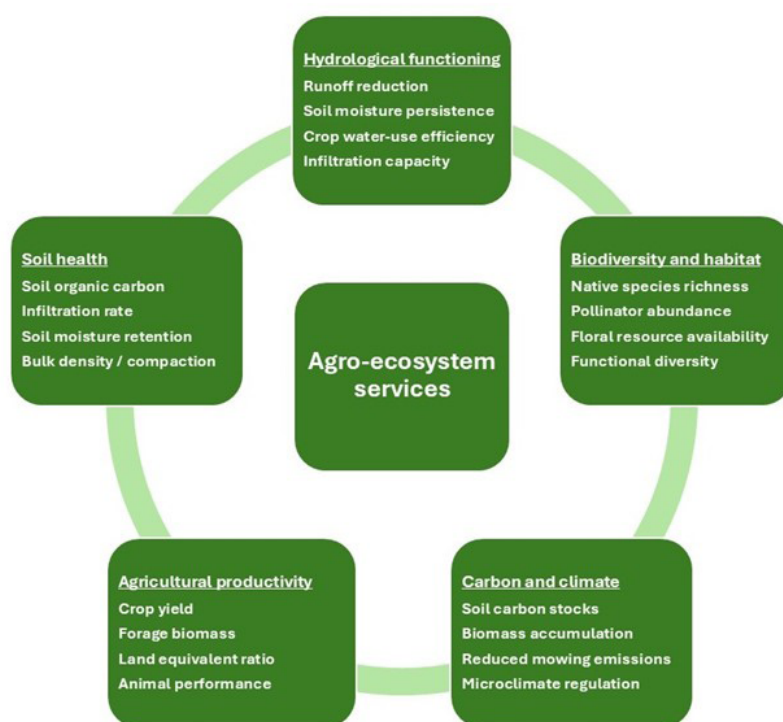 Hydrological functioning
Runoff reduction
Soil moisture persistence
Crop water-use efficiency
Infiltration capacity
Biodiversity and habitat
Native species richness
Pollinator abundance
Floral resource availability
Functional diversity
Carbon and climate
Soil carbon stocks
Biomass accumulation
Reduced mowing emissions
Microclimate regulation
Agricultural productivity
Crop yield
Forage biomass
Land equivalent ratio
Animal performance
Soil health
Soil organic carbon
Infiltration rate
Soil moisture retention
Bulk density / compaction
Agro-ecosystem
services